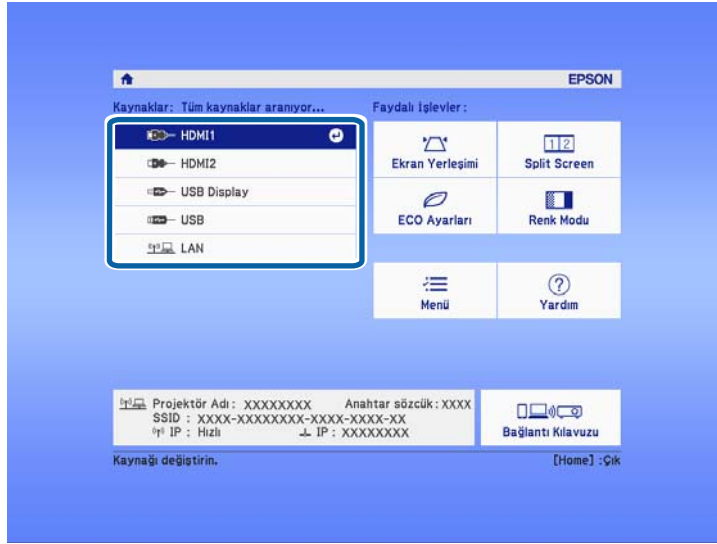 EPSON
Kaynaklar: Tüm kaynaklar aranıyor...
Faydalı İşlevler:
HDMI1
HDMI2
USB Display
USB
LAN
Ekran Yerleşimi
Split Screen
ECO Ayarları
Renk Modu
Menü
Yardım
Projektör Adı: XXXXXXXX Anahtar sözcük: XXXX
SSID : XXXX-XXXXXXXX-XXXX-XXXX-XXXX-XX
IP : Hızlı IP : XXXXXXXX
Bağlantı Kılavuzu
Kaynağı değiştirin.
[Home] :Çık